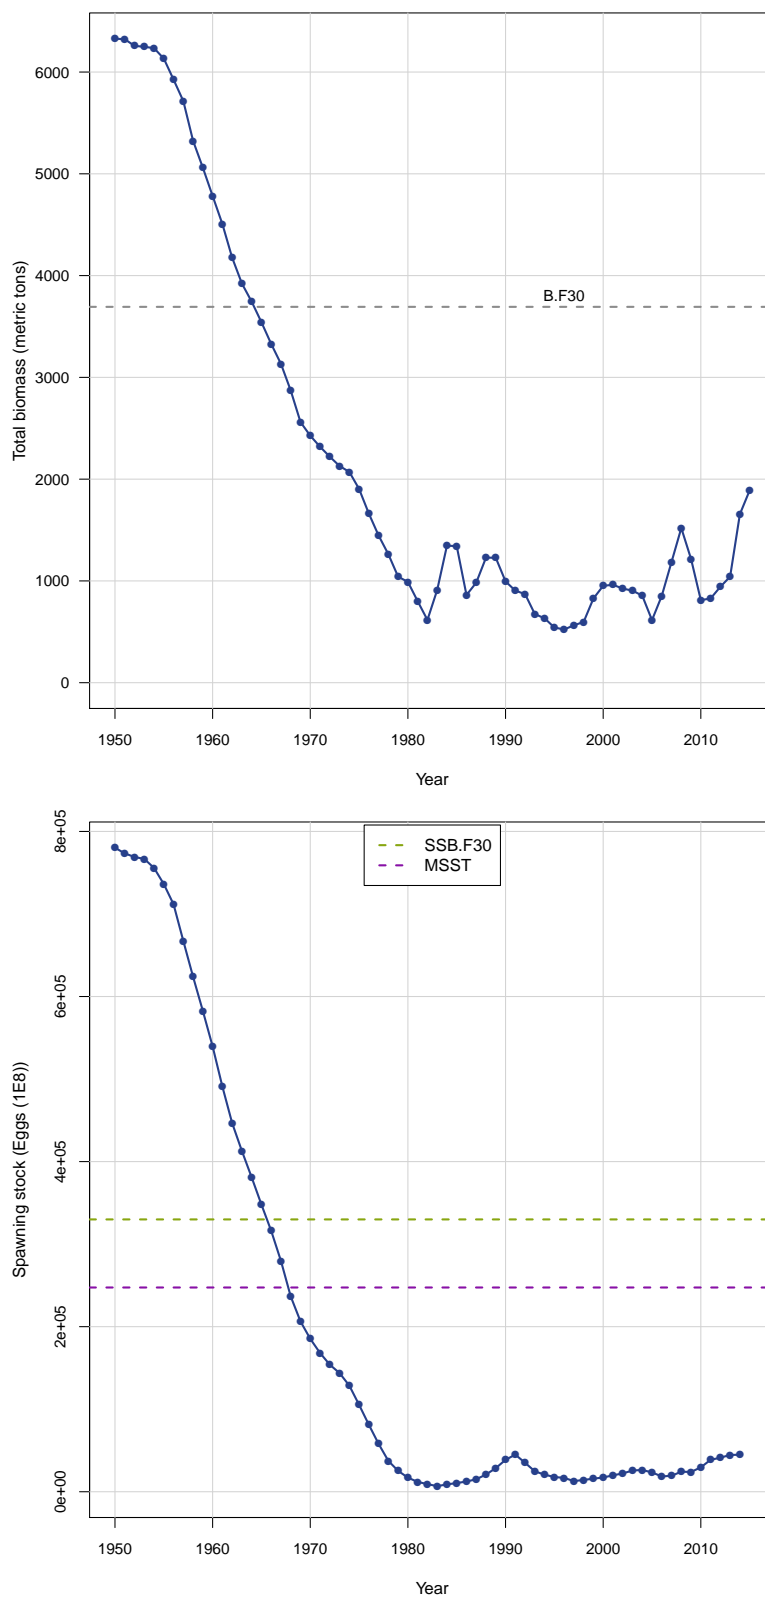 6000
5000
4000
3000
2000
1000
0
Total biomass (metric tons)
B.F30
1950 1960 1970 1980 1990 2000 2010
Year
8e+05
6e+05
4e+05
2e+05
0e+00
Spawning stock (Eggs (1E8))
SSB.F30
MSST
1950 1960 1970 1980 1990 2000 2010
Year